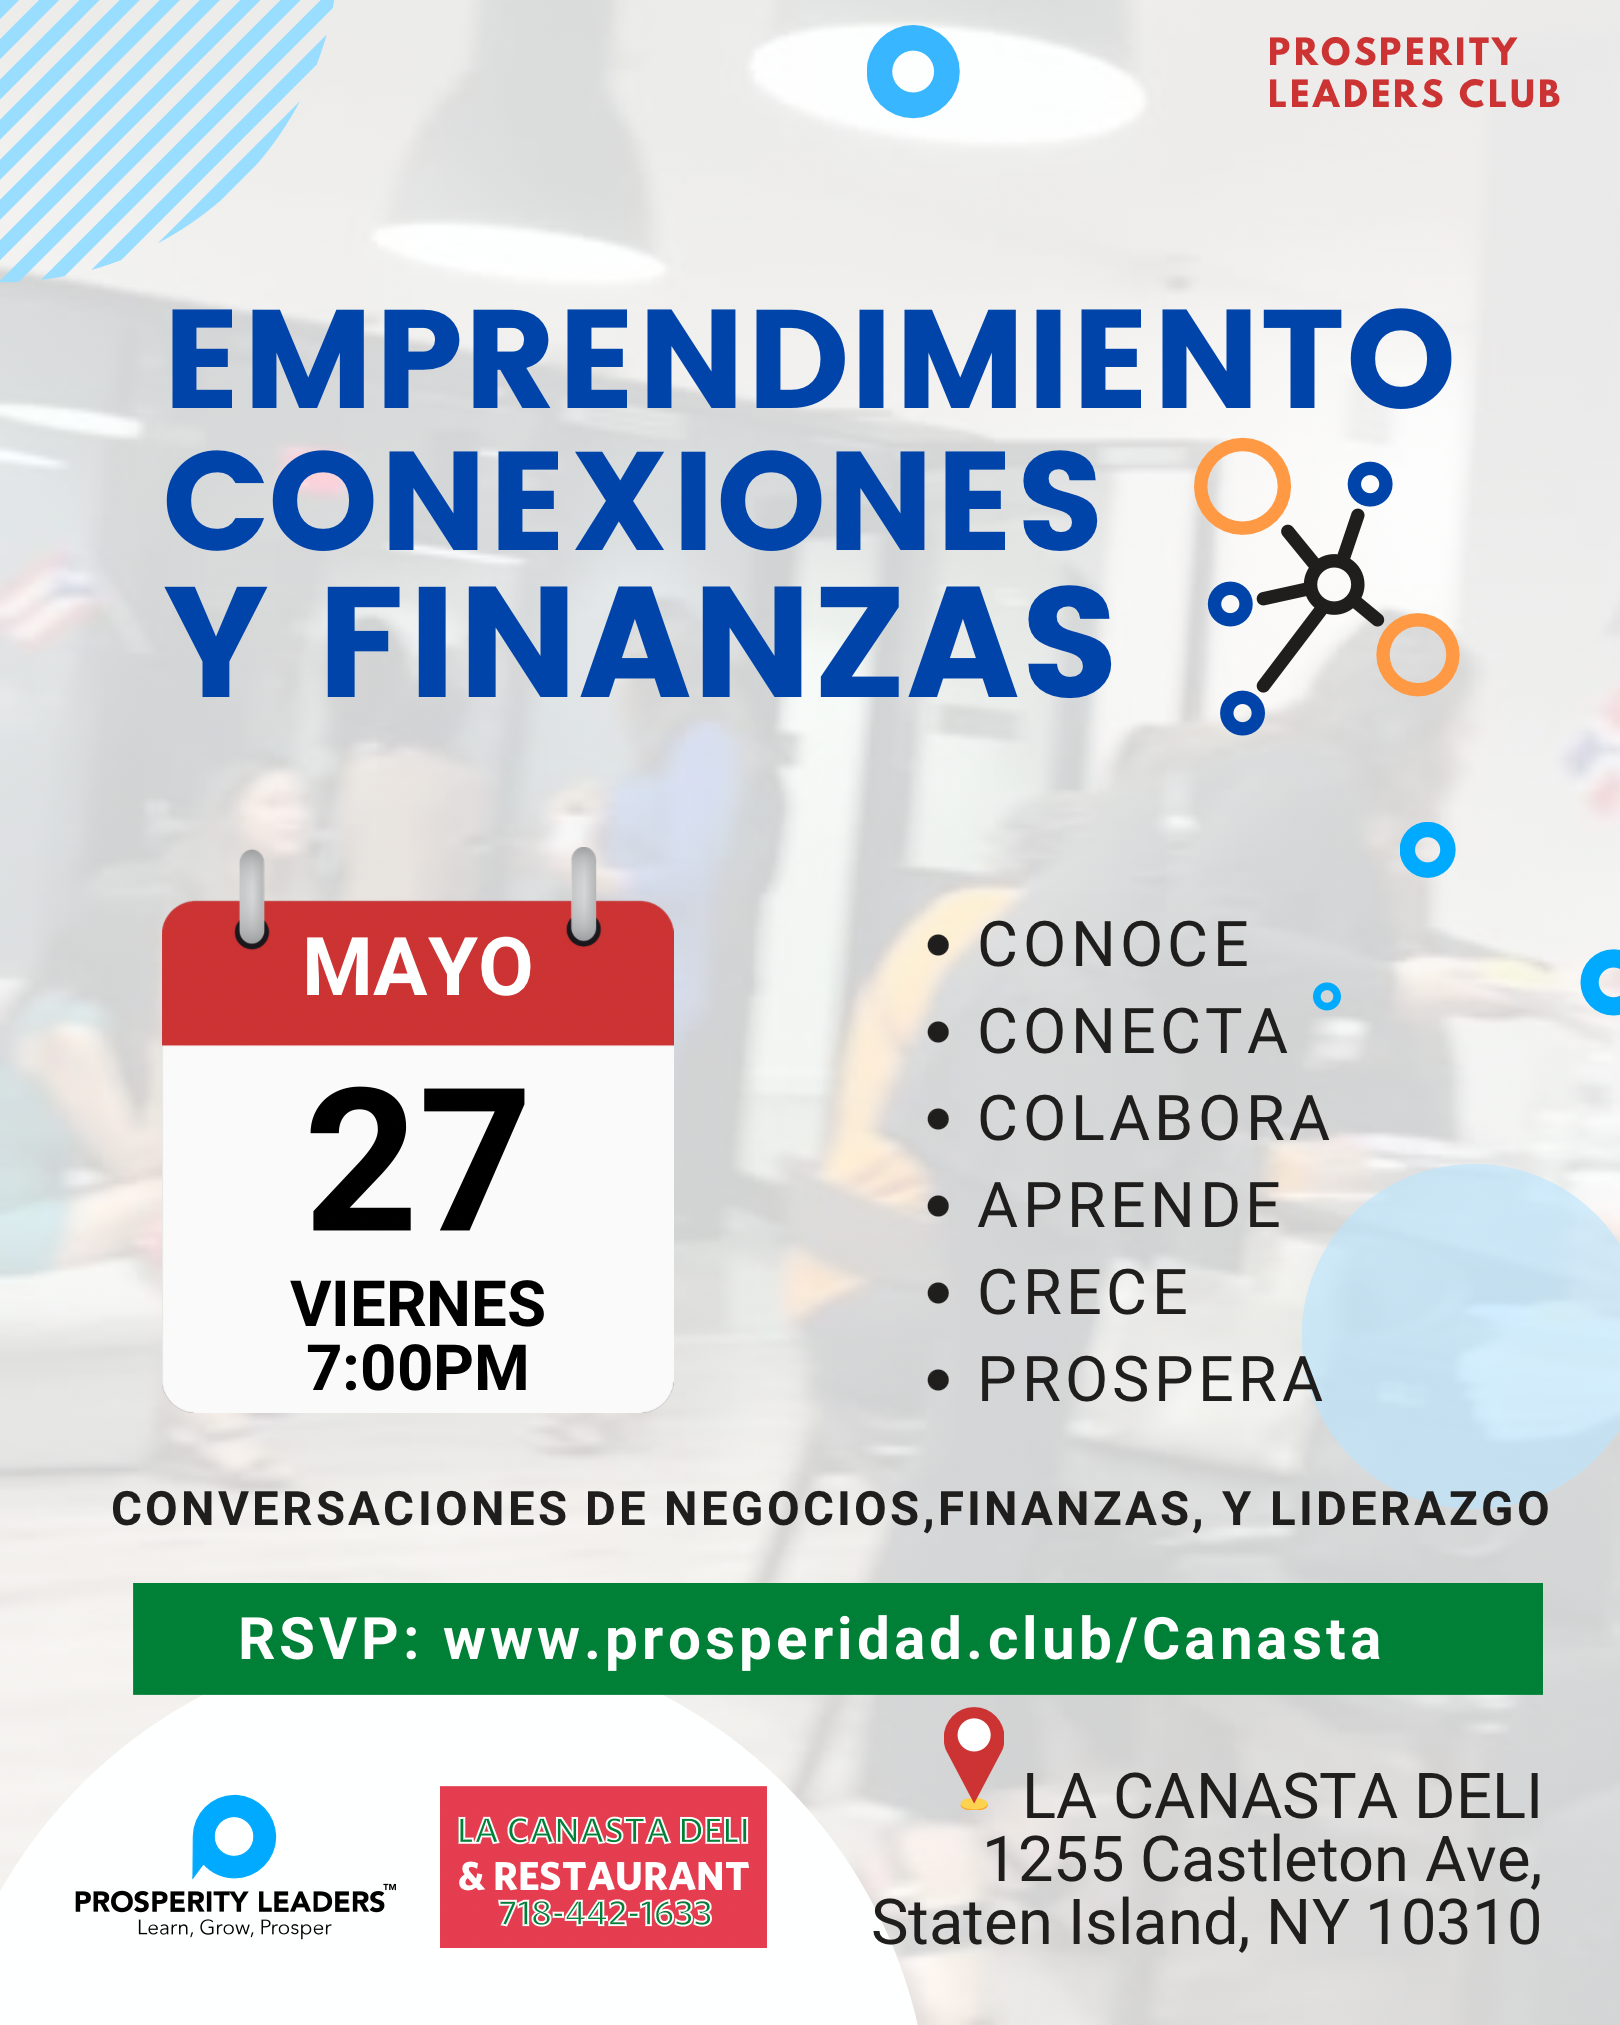 PROSPERITY
LEADERS CLUB
EMPRENDIMIENTO
CONEXIONES
Y FINANZAS
MAYO
27
VIERNES
7:00PM
• CONOCE
• CONECTA
• COLABORA
• APRENDE
• CRECE
• PROSPERA
CONVERSACIONES DE NEGOCIOS,FINANZAS, Y LIDERAZGO
RSVP: www.prosperidad.club/Canasta
PROSPERITY LEADERS™
Learn, Grow, Prosper
LA CANASTA DELI
& RESTAURANT
718-442-1633
LA CANASTA DELI
1255 Castleton Ave,
Staten Island, NY 10310